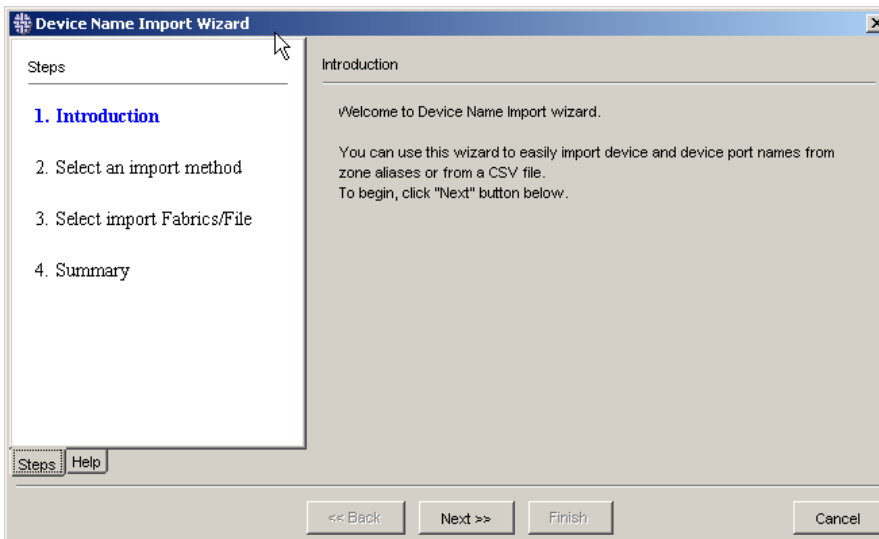 Device Name Import Wizard
Steps
1. Introduction
2. Select an import method
3. Select import Fabrics/File
4. Summary
Steps
Help
Introduction
Welcome to Device Name Import wizard.
You can use this wizard to easily import device and device port names from
zone aliases or from a CSV file.
To begin, click "Next" button below.
<< Back
Next >>
Finish
Cancel